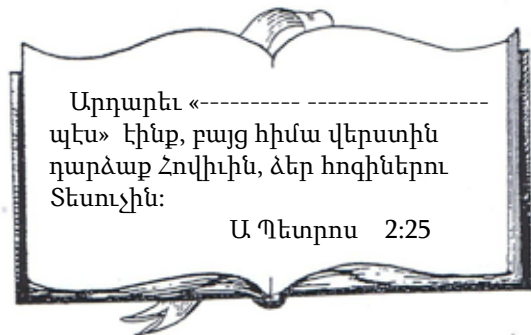 Արդարեւ «---------- -----------------
պէս» էինք, բայց հիմա վերստին
դարձաք Հովիւին, ձեր հոգիներու
Տեսուչին:
Ա Պետրոս 2:25